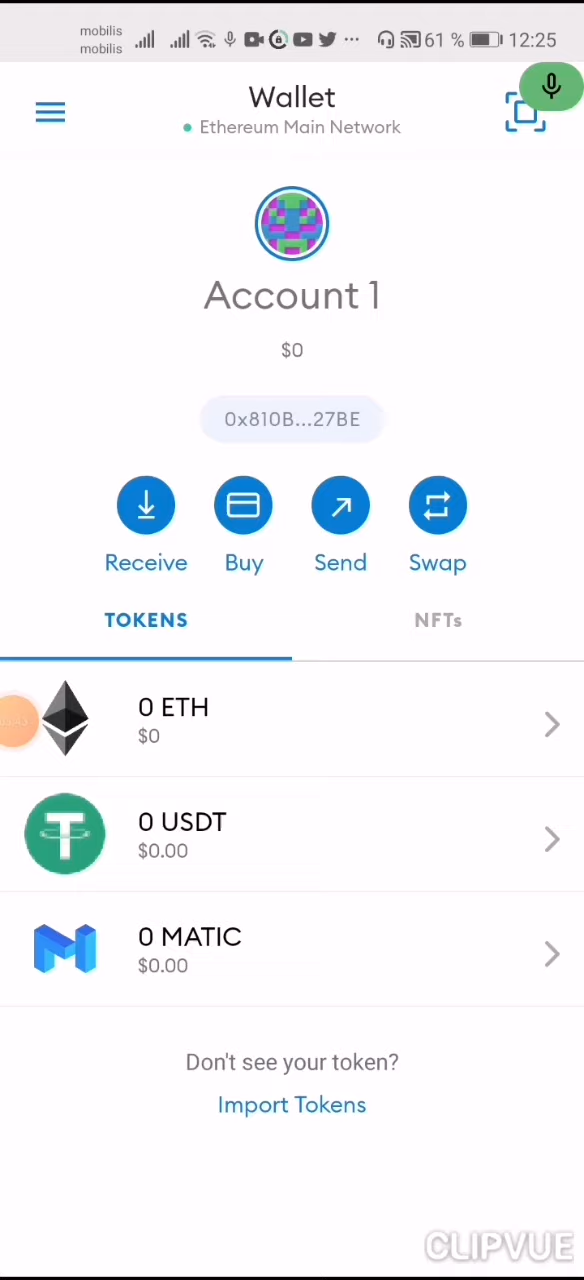 mobilis
mobilis
61 % 12:25
Wallet
Ethereum Main Network
Account 1
$0
0x810B...27BE
Receive Buy Send Swap
TOKENS NFTs
0 ETH
$0
0 USDT
$0.00
0 MATIC
$0.00
Don't see your token?
Import Tokens
CLIPVUE